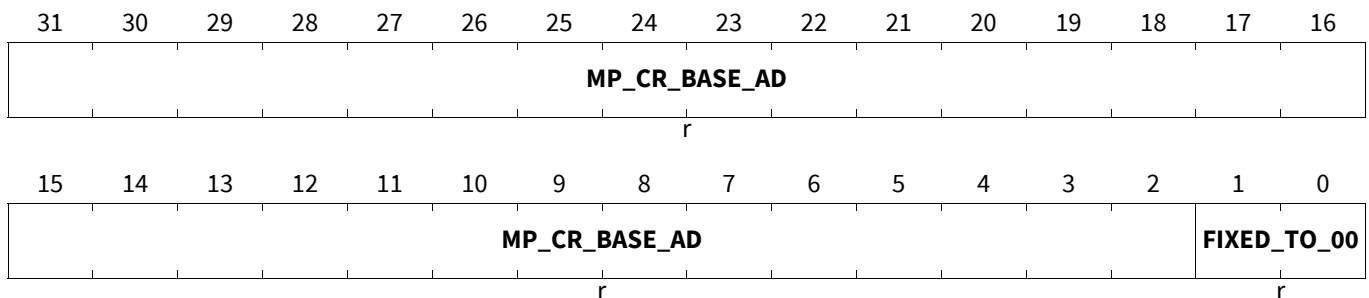 31 30 29 28 27 26 25 24 23 22 21 20 19 18 17 16
MP_CR_BASE_AD
r
15 14 13 12 11 10 9 8 7 6 5 4 3 2 1 0
MP_CR_BASE_AD FIXED_TO_00
r r